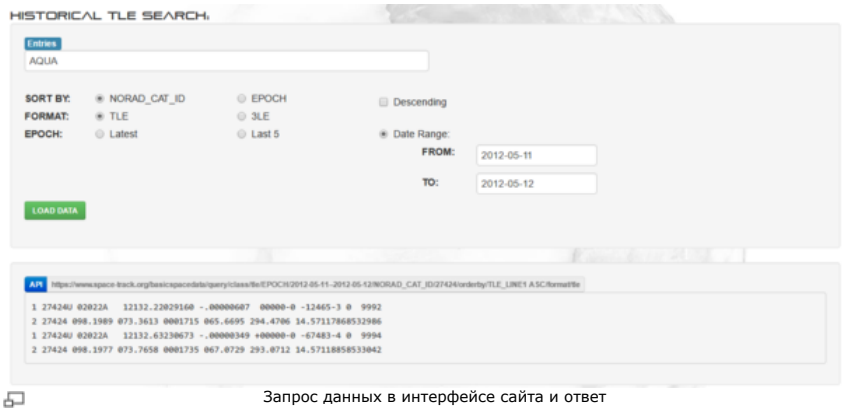 HISTORICAL TLE SEARCH:
Entries
AQUA
SORT BY: NORAD_CAT_ID EPOCH Descending
FORMAT: TLE 3LE
EPOCH: Latest Last 5 Date Range:
FROM: 2012-05-11
TO: 2012-05-12
LOAD DATA
API https://www.space-track.org/basicspacedata/query/class/tle/EPOCH/2012-05-11--2012-05-12/NORAD_CAT_ID/27424/orderby/TLE_LINE1 ASC/format/tle
1 27424U 02022A 12132.22029160 -.00000607 00000-0 -12465-3 0 9992
2 27424 098.1989 073.3613 0001715 065.6695 294.4706 14.57117868532986
1 27424U 02022A 12132.63230673 -.00000349 +00000-0 -67483-4 0 9994
2 27424 098.1977 073.7658 0001735 067.0729 293.0712 14.57118858533042
Запрос данных в интерфейсе сайта и ответ